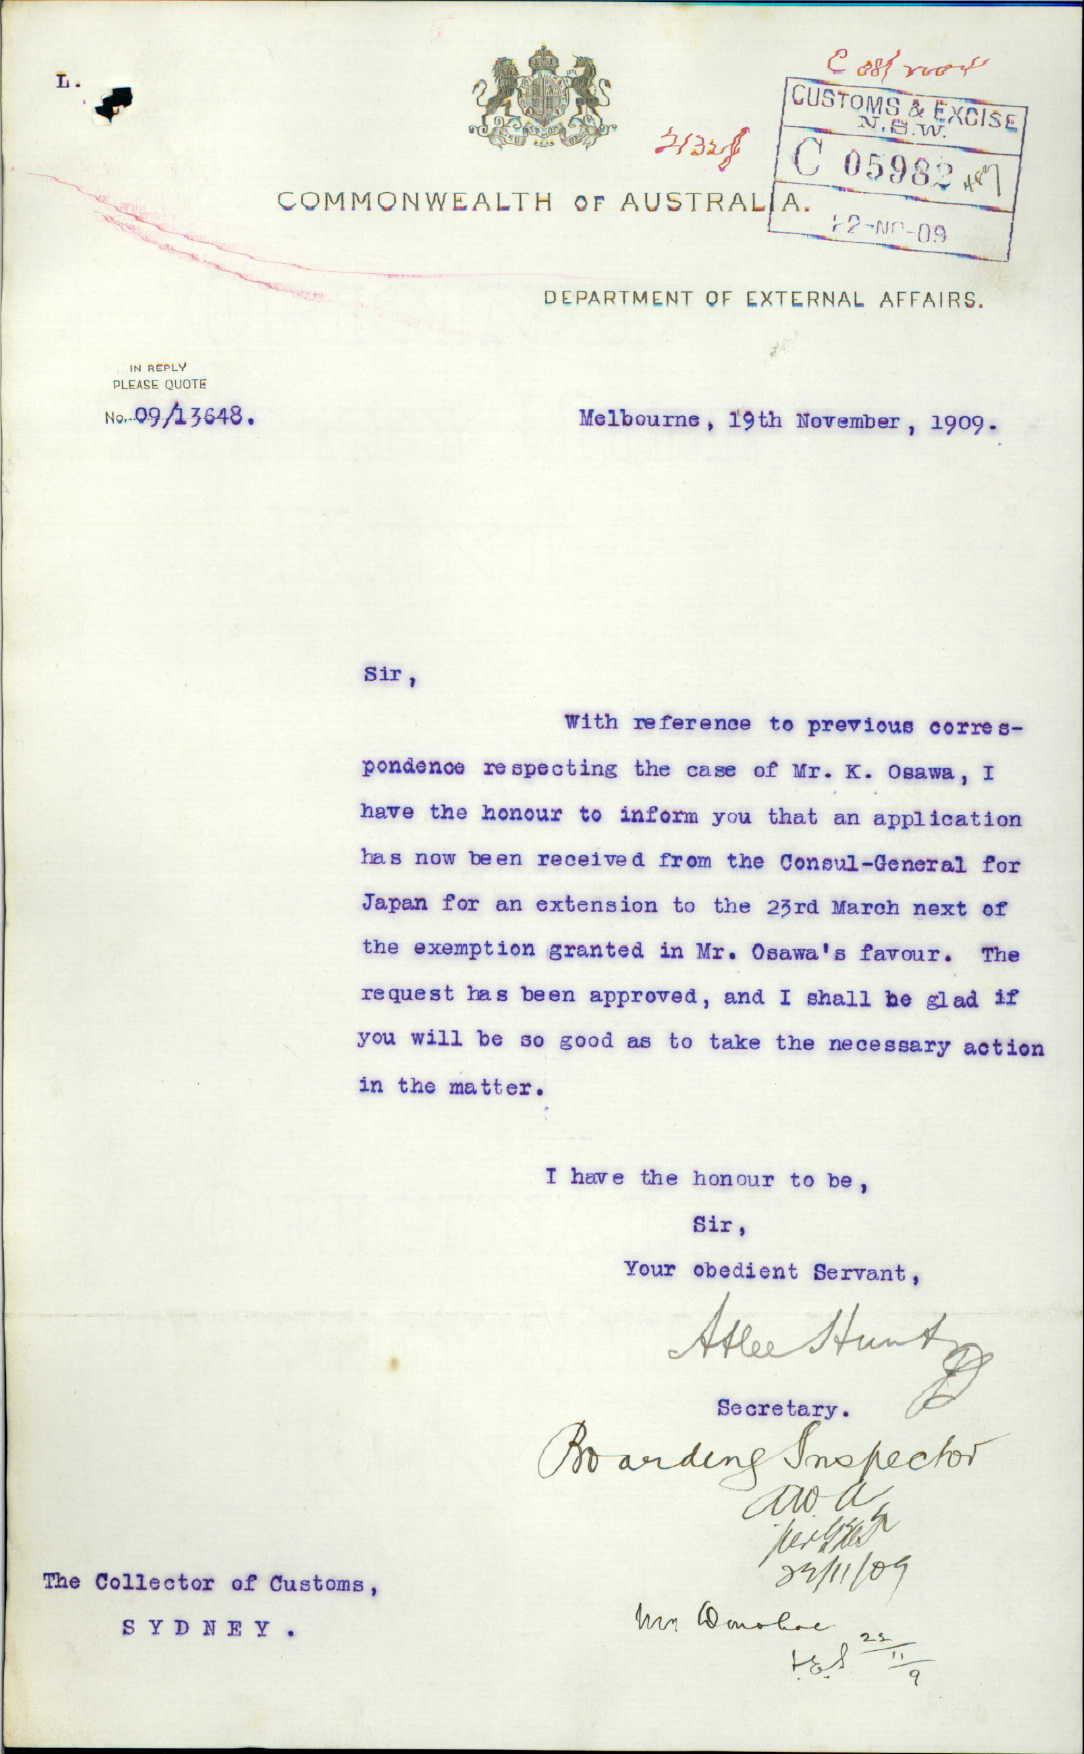 L.
CUSTOMS & EXCISE
N.S.W.
C 05982
COMMONWEALTH OF AUSTRALIA.
DEPARTMENT OF EXTERNAL AFFAIRS.
IN REPLY
PLEASE QUOTE
No. 09/13648.
Melbourne, 19th November, 1909.
Sir,
With reference to previous corres-
pondence respecting the case of Mr. K. Osawa, I
have the honour to inform you that an application
has now been received from the Consul-General for
Japan for an extension to the 23rd March next of
the exemption granted in Mr. Osawa's favour. The
request has been approved, and I shall be glad if
you will be so good as to take the necessary action
in the matter.
I have the honour to be,
Sir,
Your obedient Servant,
Atlee Hunt
Secretary.
Boarding Inspector
22/11/09
The Collector of Customs,
SYDNEY.
Mr. Donohoe
22/11/9